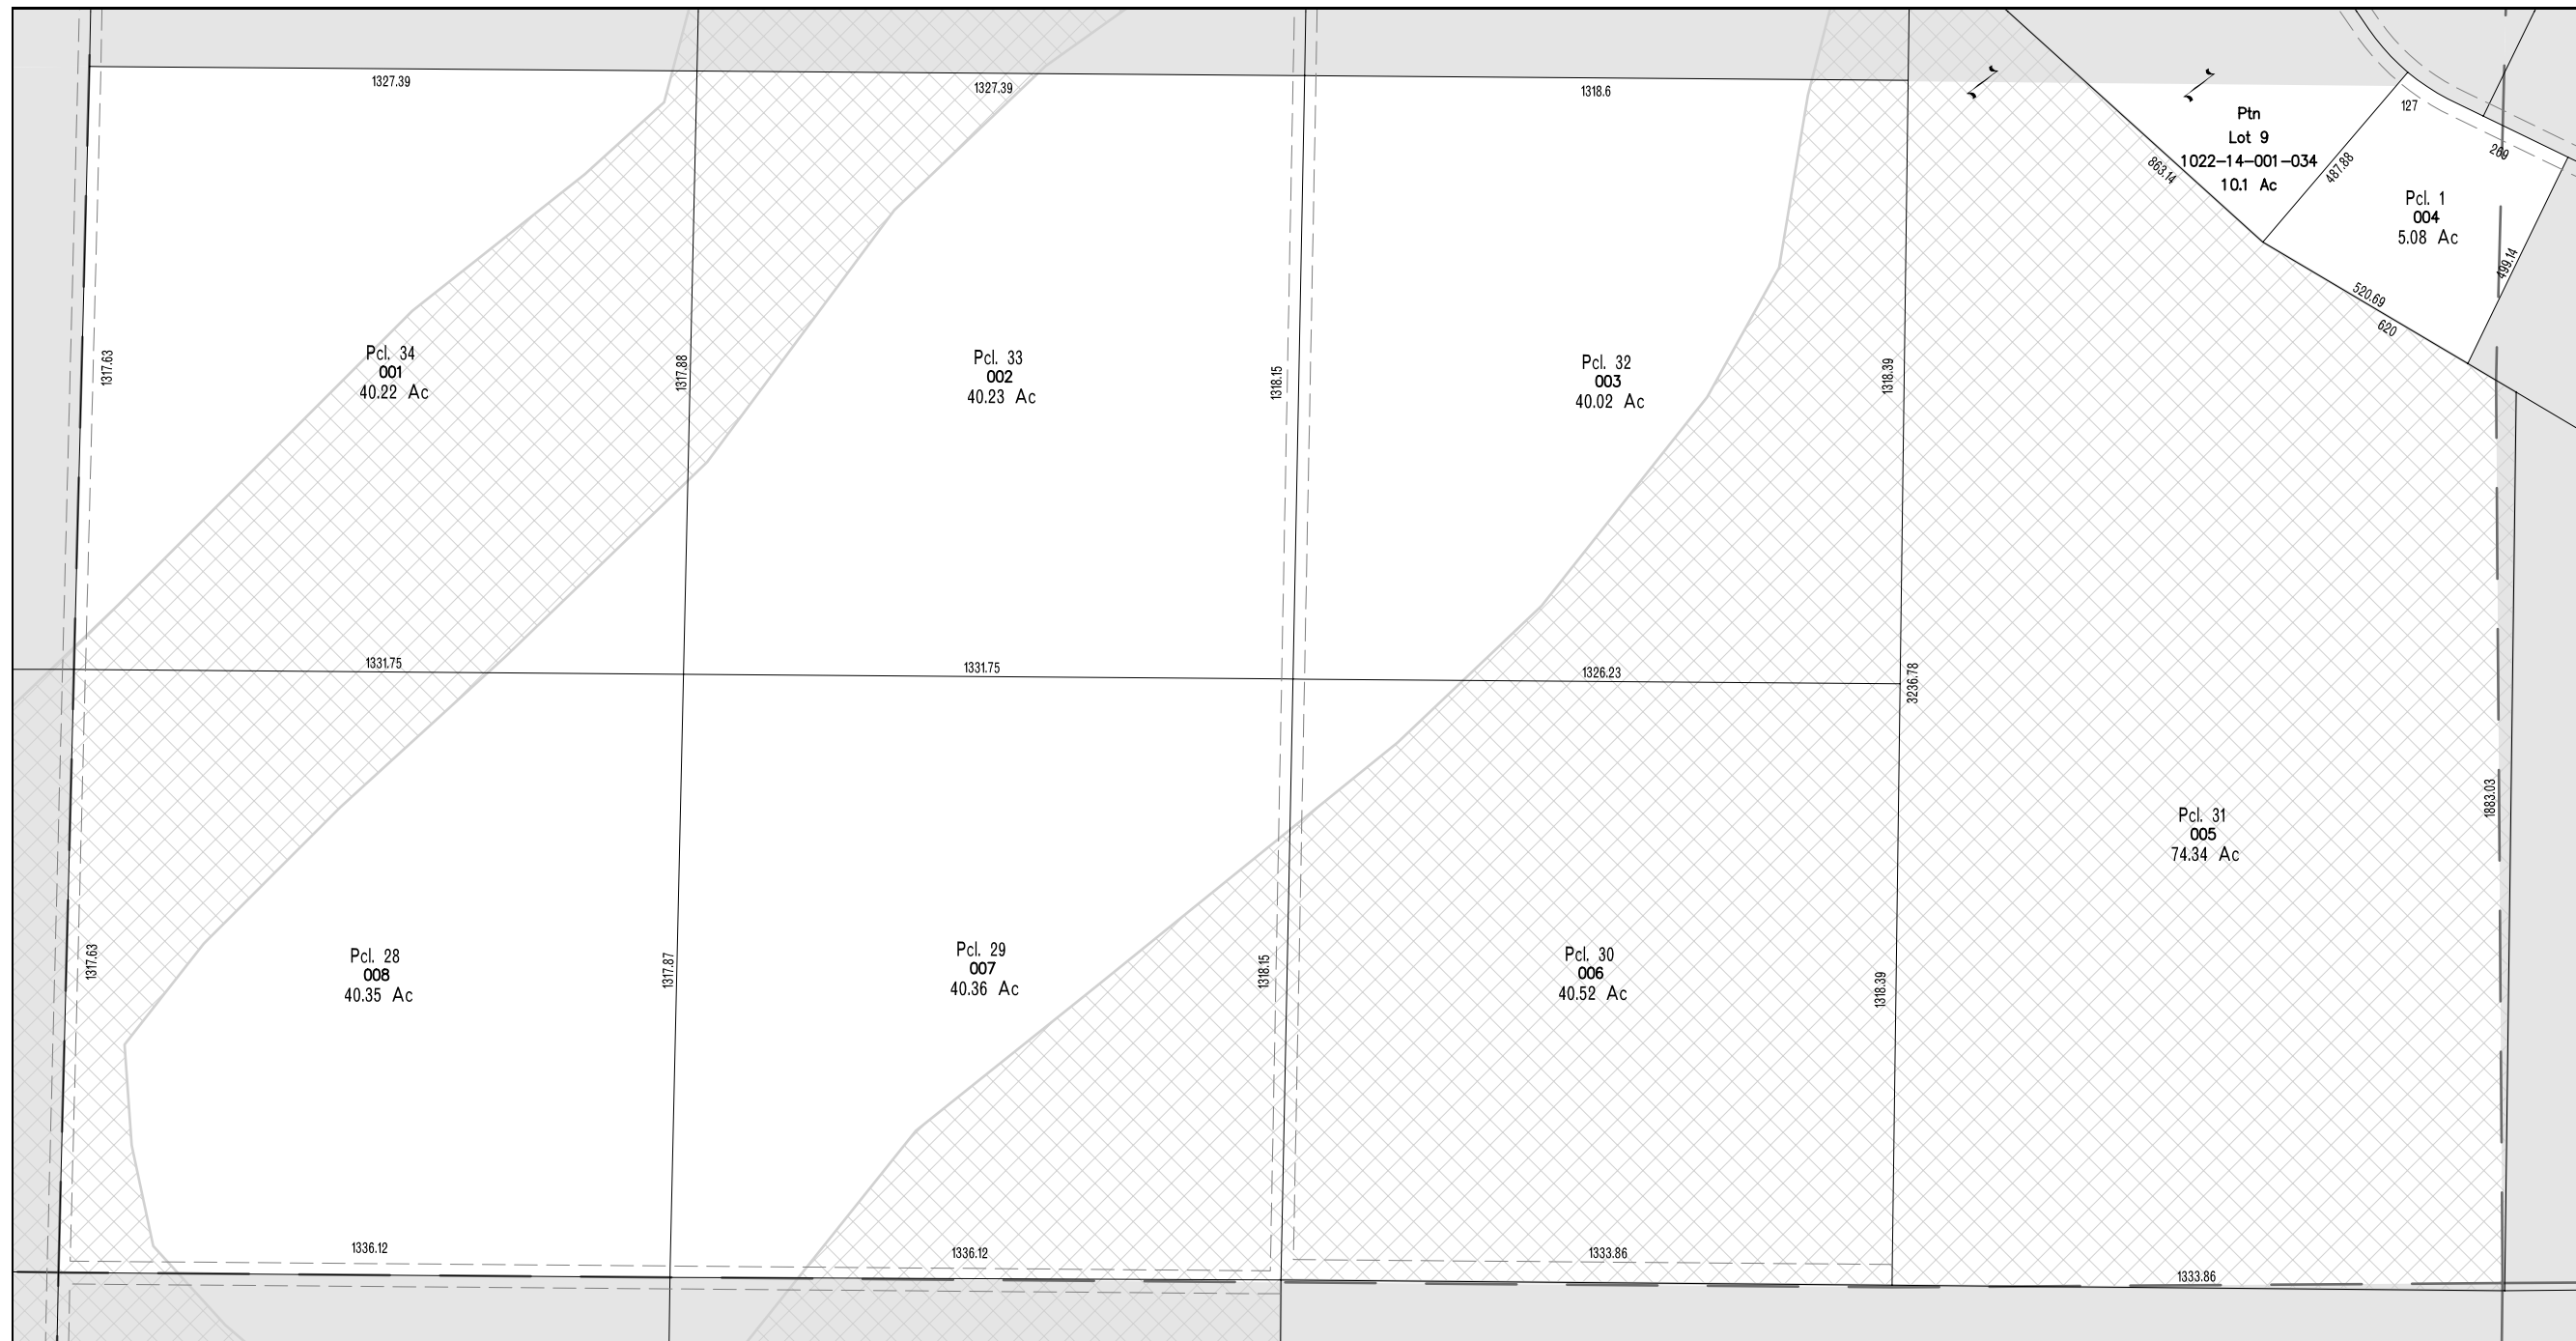 1327.39
1327.39
1318.6
127
269
Ptn
Lot 9
1022-14-001-034
10.1 Ac
863.14
487.88
Pcl. 1
004
5.08 Ac
499.14
520.69
620
1317.63
Pcl. 34
001
40.22 Ac
1317.88
Pcl. 33
002
40.23 Ac
1318.15
Pcl. 32
003
40.02 Ac
1318.39
1331.75
1331.75
1326.23
3236.78
1883.03
Pcl. 31
005
74.34 Ac
1317.63
Pcl. 28
008
40.35 Ac
1317.87
Pcl. 29
007
40.36 Ac
1318.15
Pcl. 30
006
40.52 Ac
1318.39
1336.12
1336.12
1333.86
1333.86